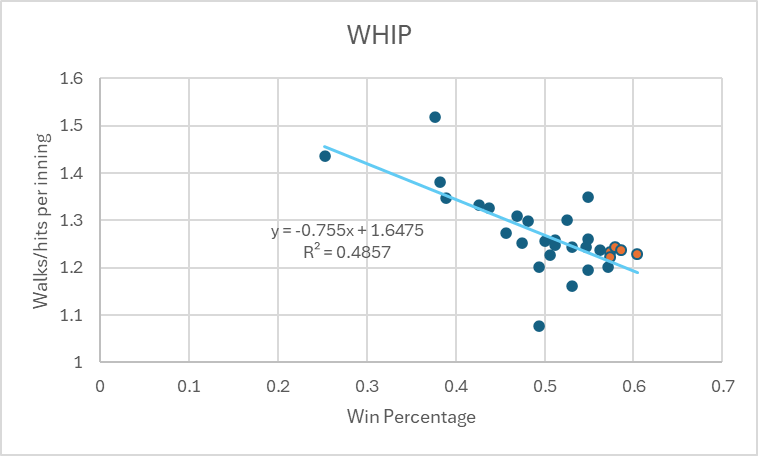 WHIP
1.6
1.5
1.4
1.3
1.2
1.1
1
Walks/hits per inning
y = -0.755x + 1.6475
R² = 0.4857
0 0.1 0.2 0.3 0.4 0.5 0.6 0.7
Win Percentage